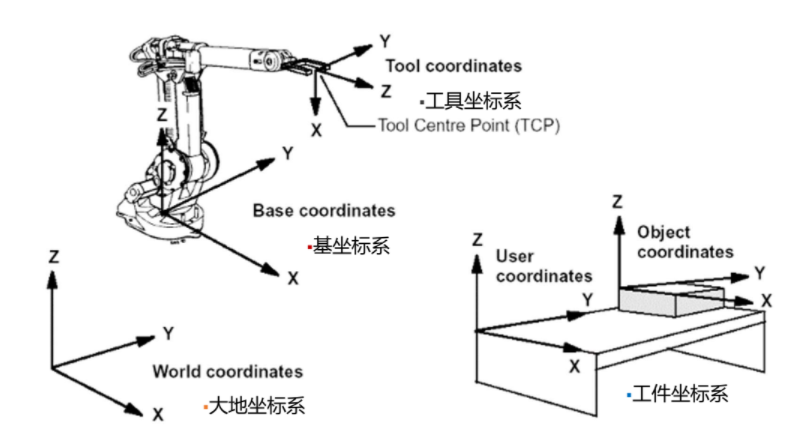 Y
Tool coordinates
Z
▪工具坐标系
X
Tool Centre Point (TCP)
Z
Y
Base coordinates
▪基坐标系
X
Z
Y
World coordinates
X
▪大地坐标系
Z
Object
coordinates
Z
User
coordinates
Y
X
Y
X
▪工件坐标系